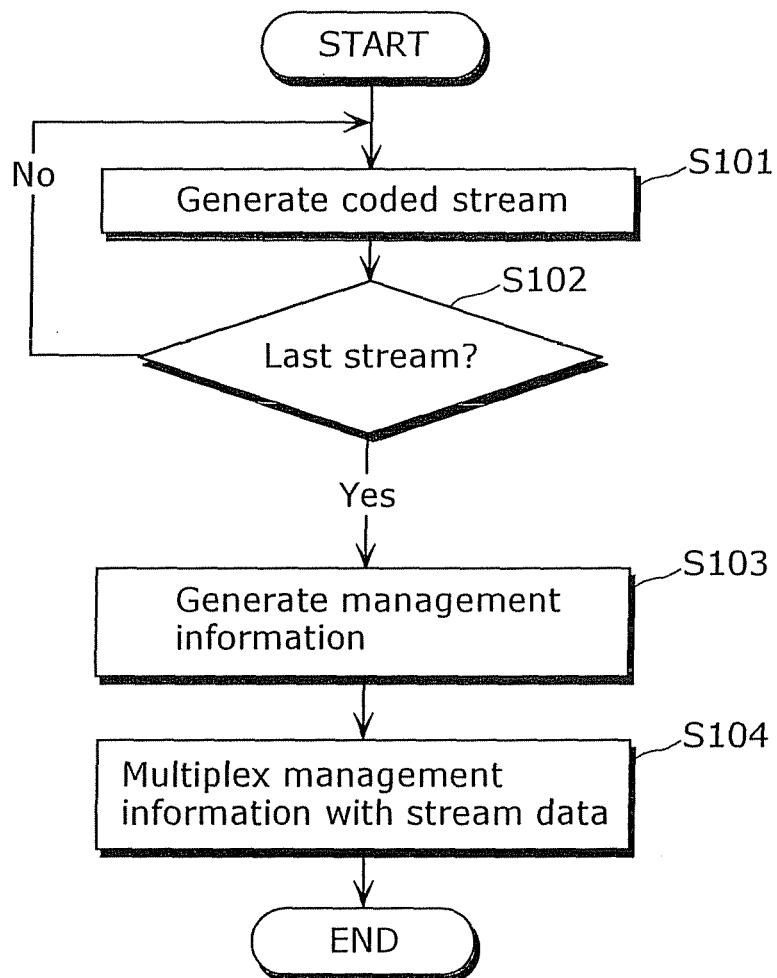 START
No
S101
Generate coded stream
S102
Last stream?
Yes
S103
Generate management
information
S104
Multiplex management
information with stream data
END